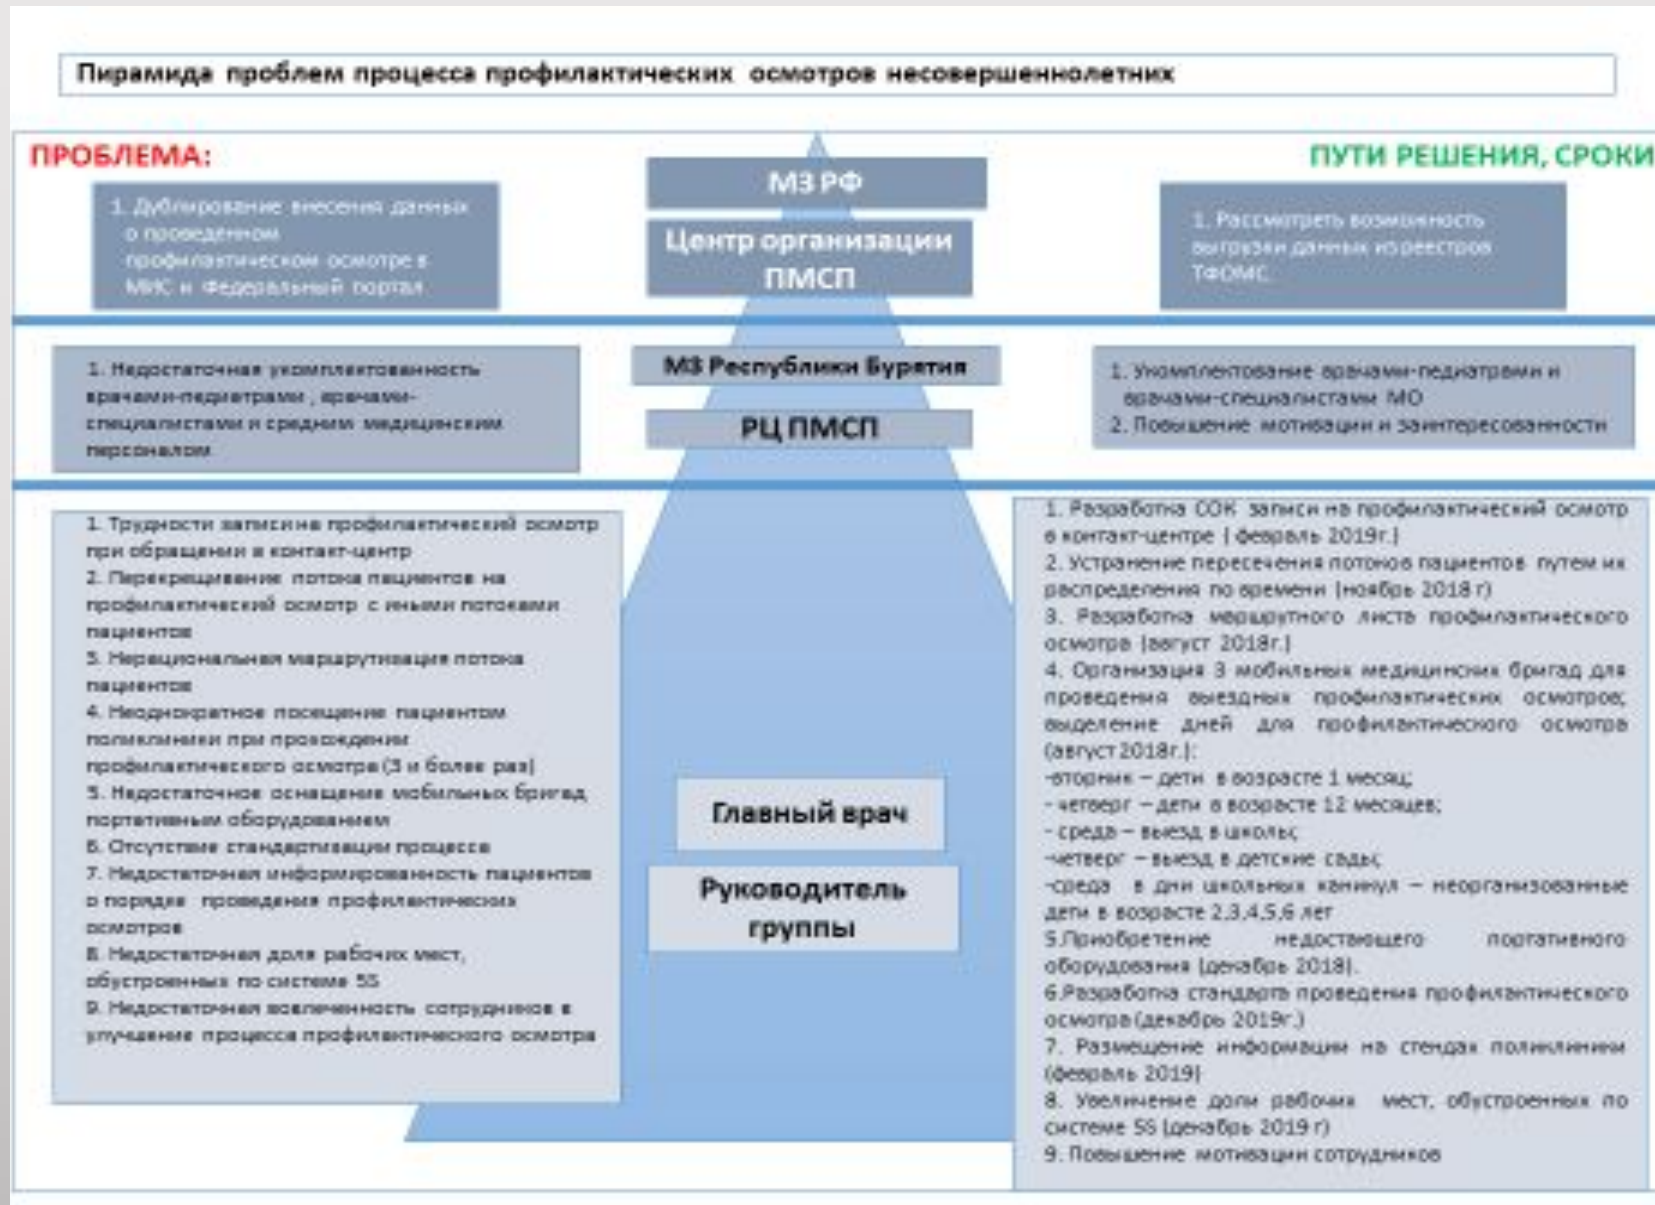 Пирамида проблем процесса профилактических осмотров несовершеннолетних
ПРОБЛЕМА:
ПУТИ РЕШЕНИЯ, СРОКИ
1. Дублирование внесения данных
о проведенном
профилактическом осмотре в
МИС и Федеральный портал
МЗ РФ
Центр организации
ПМСП
1. Рассмотреть возможность
выгрузки данных из реестров
ТФОМС.
1. Недостаточная укомплектованность
врачами-педиатрами , врачами-
специалистами и средним медицинским
персоналом
МЗ Республики Бурятия
РЦ ПМСП
1. Укомплектование врачами-педиатрами и
врачами-специалистами МО
2. Повышение мотивации и заинтересованности
1. Трудности записи на профилактический осмотр
при обращении в контакт-центр
2. Перекрещивание потока пациентов на
профилактический осмотр с иными потоками
пациентов
3. Нерациональная маршрутизация потока
пациентов
4. Неоднократное посещение пациентом
поликлиники при прохождении
профилактического осмотра (3 и более раз)
5. Недостаточное оснащение мобильных бригад
портативным оборудованием
6. Отсутствие стандартизации процесса
7. Недостаточная информированность пациентов
о порядке проведения профилактических
осмотров
8. Недостаточная доля рабочих мест,
обустроенных по системе 5S
9. Недостаточная вовлеченность сотрудников в
улучшение процесса профилактического осмотра
Главный врач
Руководитель
группы
1. Разработка СОК записи на профилактический осмотр
в контакт-центре ( февраль 2019г.)
2. Устранение пересечения потоков пациентов путем их
распределения по времени (ноябрь 2018 г)
3. Разработка маршрутного листа профилактического
осмотра (август 2018г.)
4. Организация 3 мобильных медицинских бригад для
проведения выездных профилактических осмотров;
выделение дней для профилактического осмотра
(август 2018г.):
-вторник – дети в возрасте 1 месяц;
- четверг – дети в возрасте 12 месяцев;
- среда – выезд в школы;
-четверг – выезд в детские сады;
-среда в дни школьных каникул – неорганизованные
дети в возрасте 2,3,4,5,6 лет
5.Приобретение недостающего портативного
оборудования (декабрь 2018).
6.Разработка стандарта проведения профилактического
осмотра (декабрь 2019г.)
7. Размещение информации на стендах поликлиники
(февраль 2019)
8. Увеличение доли рабочих мест, обустроенных по
системе 5S (декабрь 2019 г)
9. Повышение мотивации сотрудников